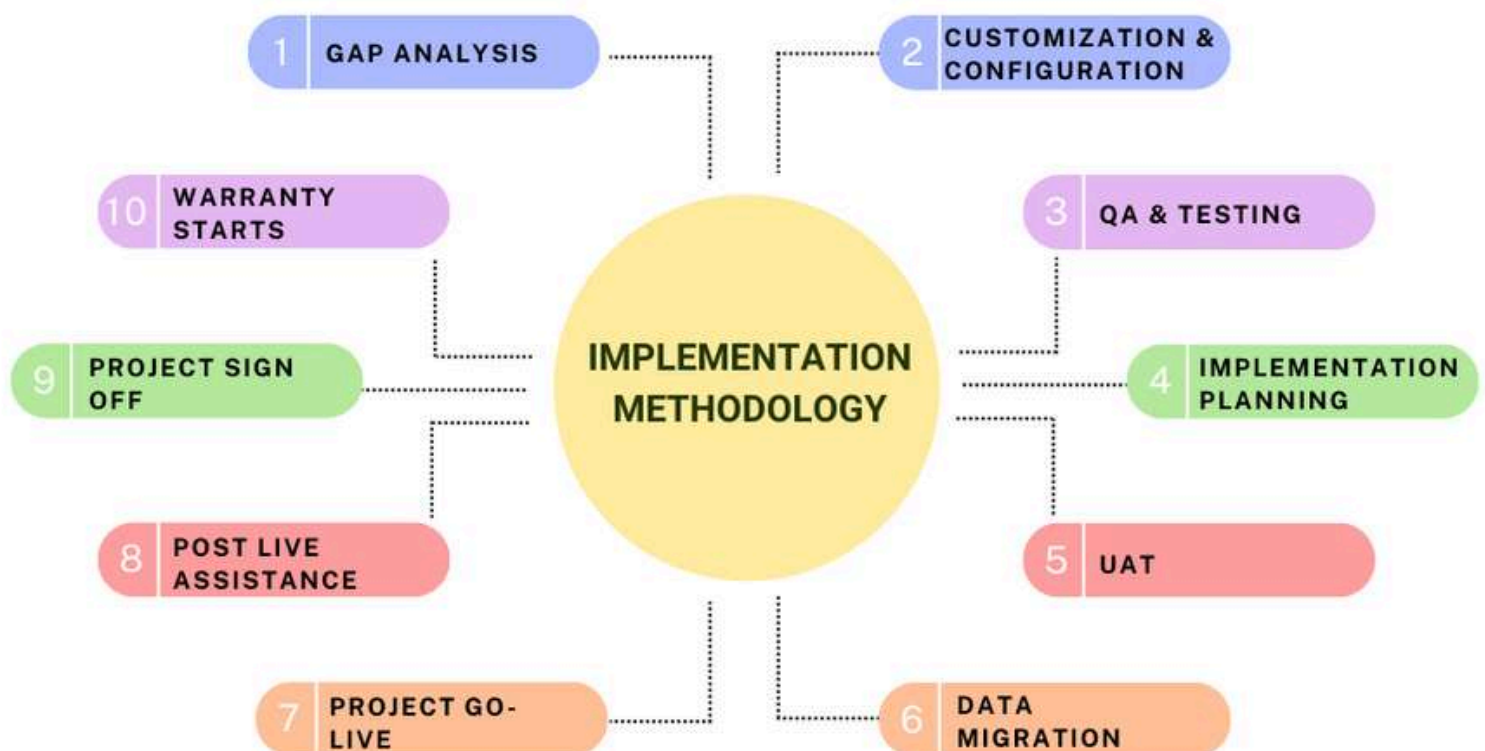 1 GAP ANALYSIS
2 CUSTOMIZATION &
CONFIGURATION
3 QA & TESTING
4 IMPLEMENTATION
PLANNING
5 UAT
6 DATA
MIGRATION
7 PROJECT GO-
LIVE
8 POST LIVE
ASSISTANCE
9 PROJECT SIGN
OFF
10 WARRANTY
STARTS
IMPLEMENTATION
METHODOLOGY